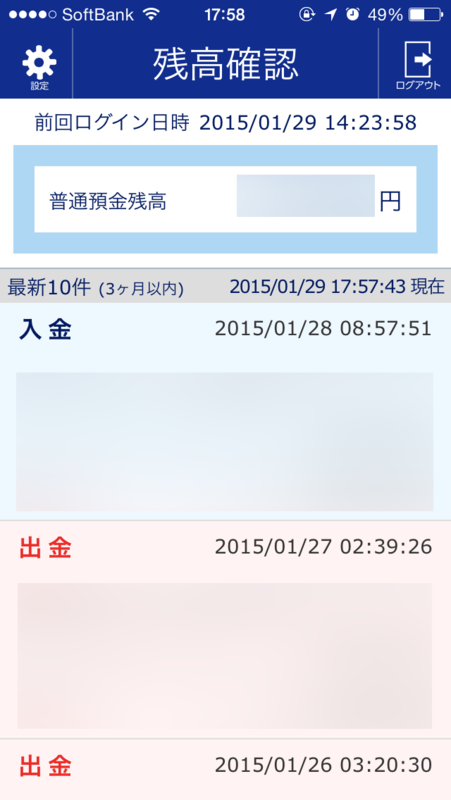 SoftBank 17:58 49%
残高確認
設定
ログアウト
前回ログイン日時 2015/01/29 14:23:58
普通預金残高 円
最新10件 (3ヶ月以内) 2015/01/29 17:57:43 現在
入金 2015/01/28 08:57:51
出金 2015/01/27 02:39:26
出金 2015/01/26 03:20:30